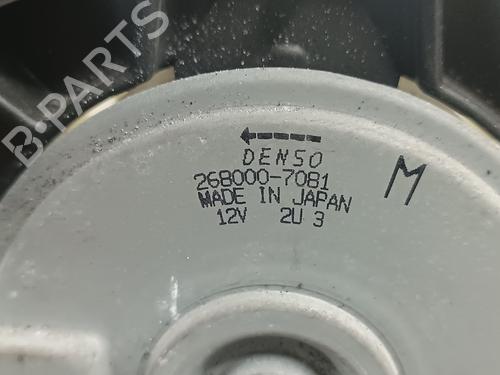 B-PARTS
DENSO
268000-7081
MADE IN JAPAN
12V 2U 3
M